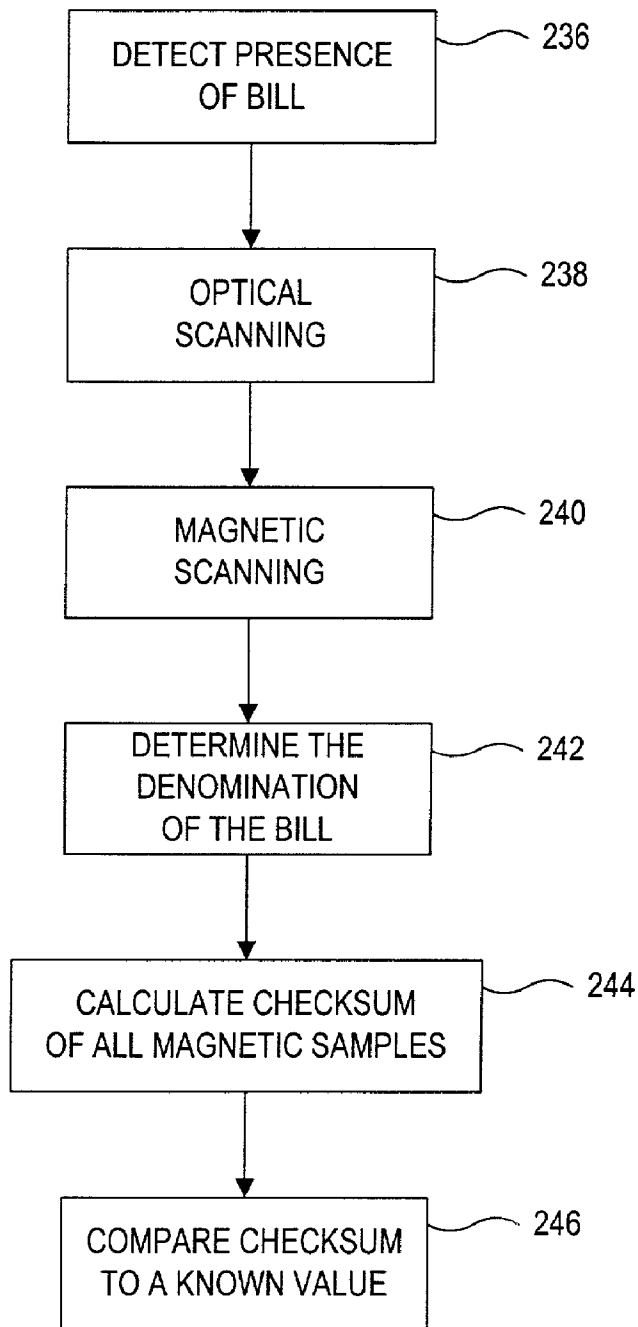 DETECT PRESENCE
OF BILL
236
OPTICAL
SCANNING
238
MAGNETIC
SCANNING
240
DETERMINE THE
DENOMINATION
OF THE BILL
242
CALCULATE CHECKSUM
OF ALL MAGNETIC SAMPLES
244
COMPARE CHECKSUM
TO A KNOWN VALUE
246